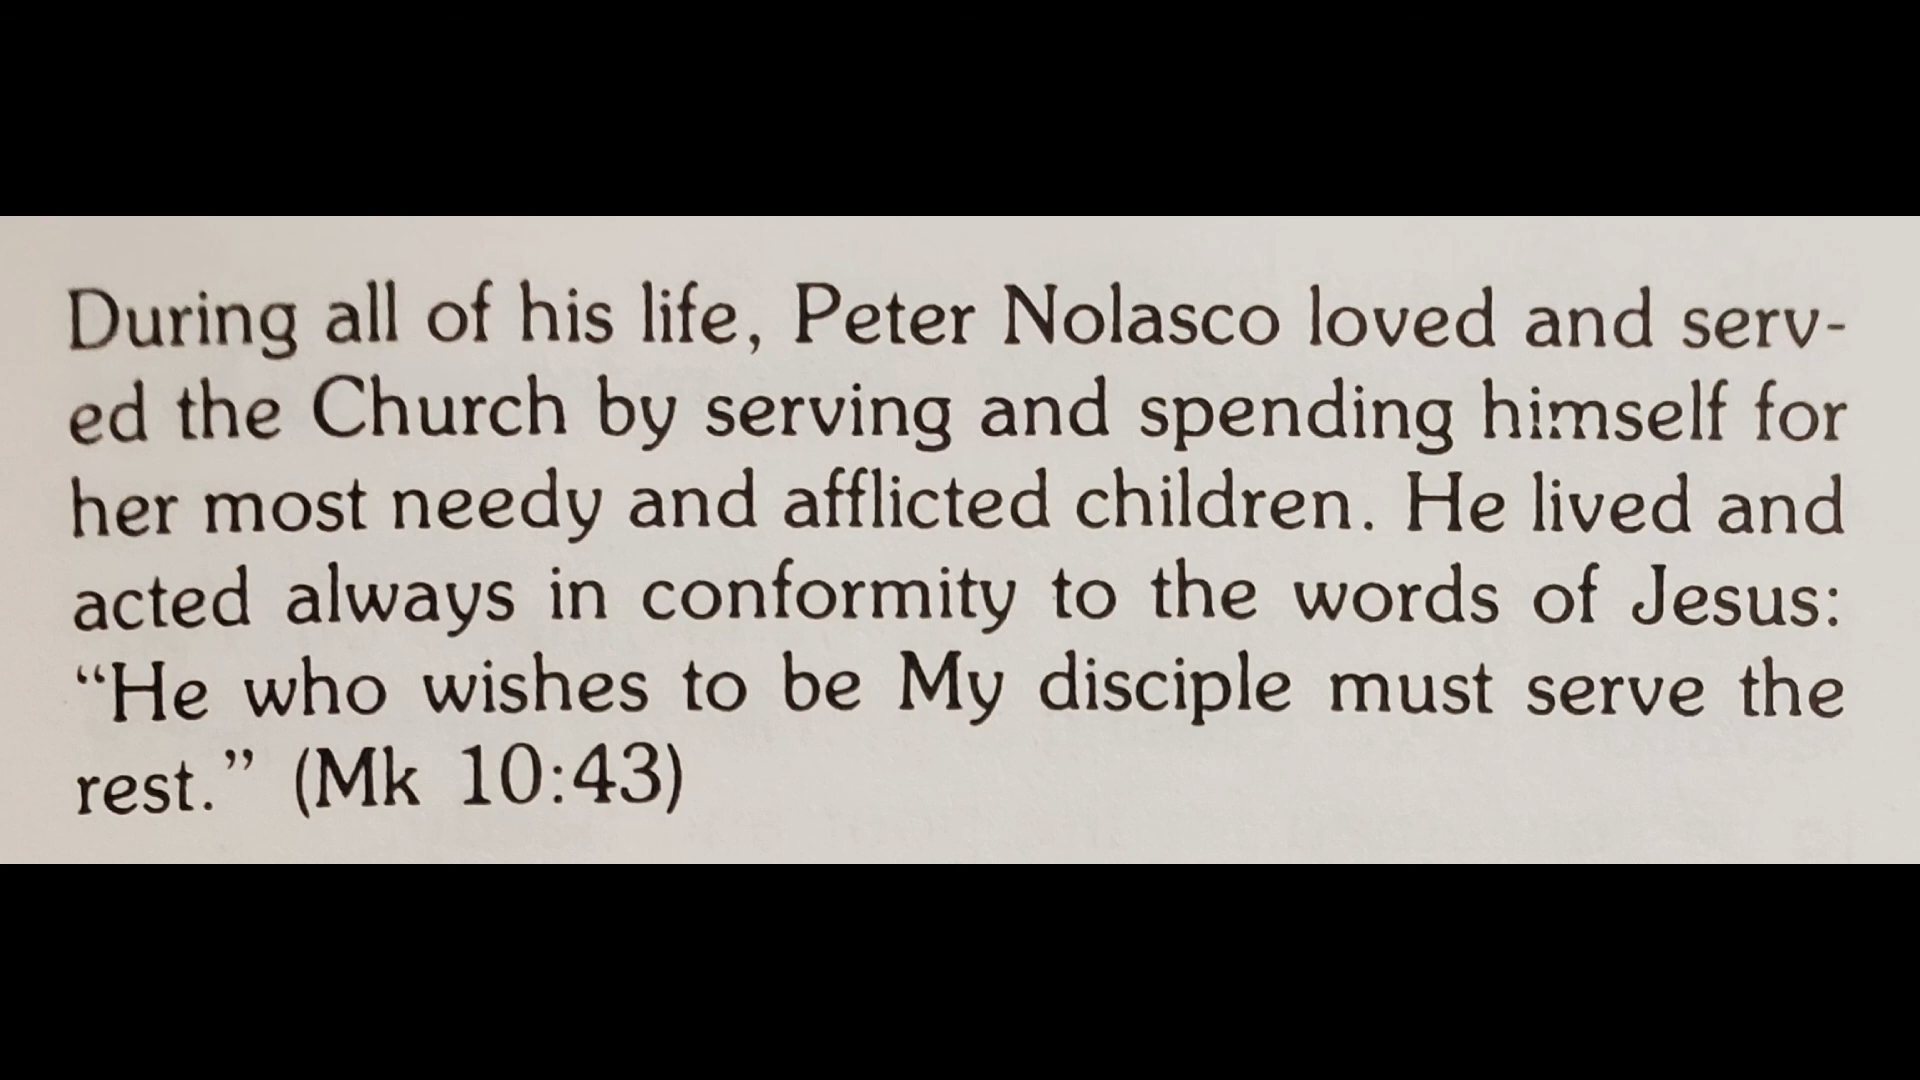 During all of his life, Peter Nolasco loved and serv-
ed the Church by serving and spending himself for
her most needy and afflicted children. He lived and
acted always in conformity to the words of Jesus:
“He who wishes to be My disciple must serve the
rest.” (Mk 10:43)